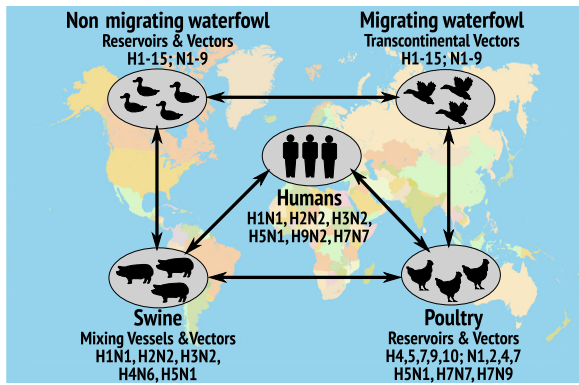 Non migrating waterfowl
Reservoirs & Vectors
H1-15; N1-9
Migrating waterfowl
Transcontinental Vectors
H1-15; N1-9
Humans
H1N1, H2N2, H3N2,
H5N1, H9N2, H7N7
Swine
Mixing Vessels &Vectors
H1N1, H2N2, H3N2,
H4N6, H5N1
Poultry
Reservoirs & Vectors
H4,5,7,9,10; N1,2,4,7
H5N1, H7N7, H7N9